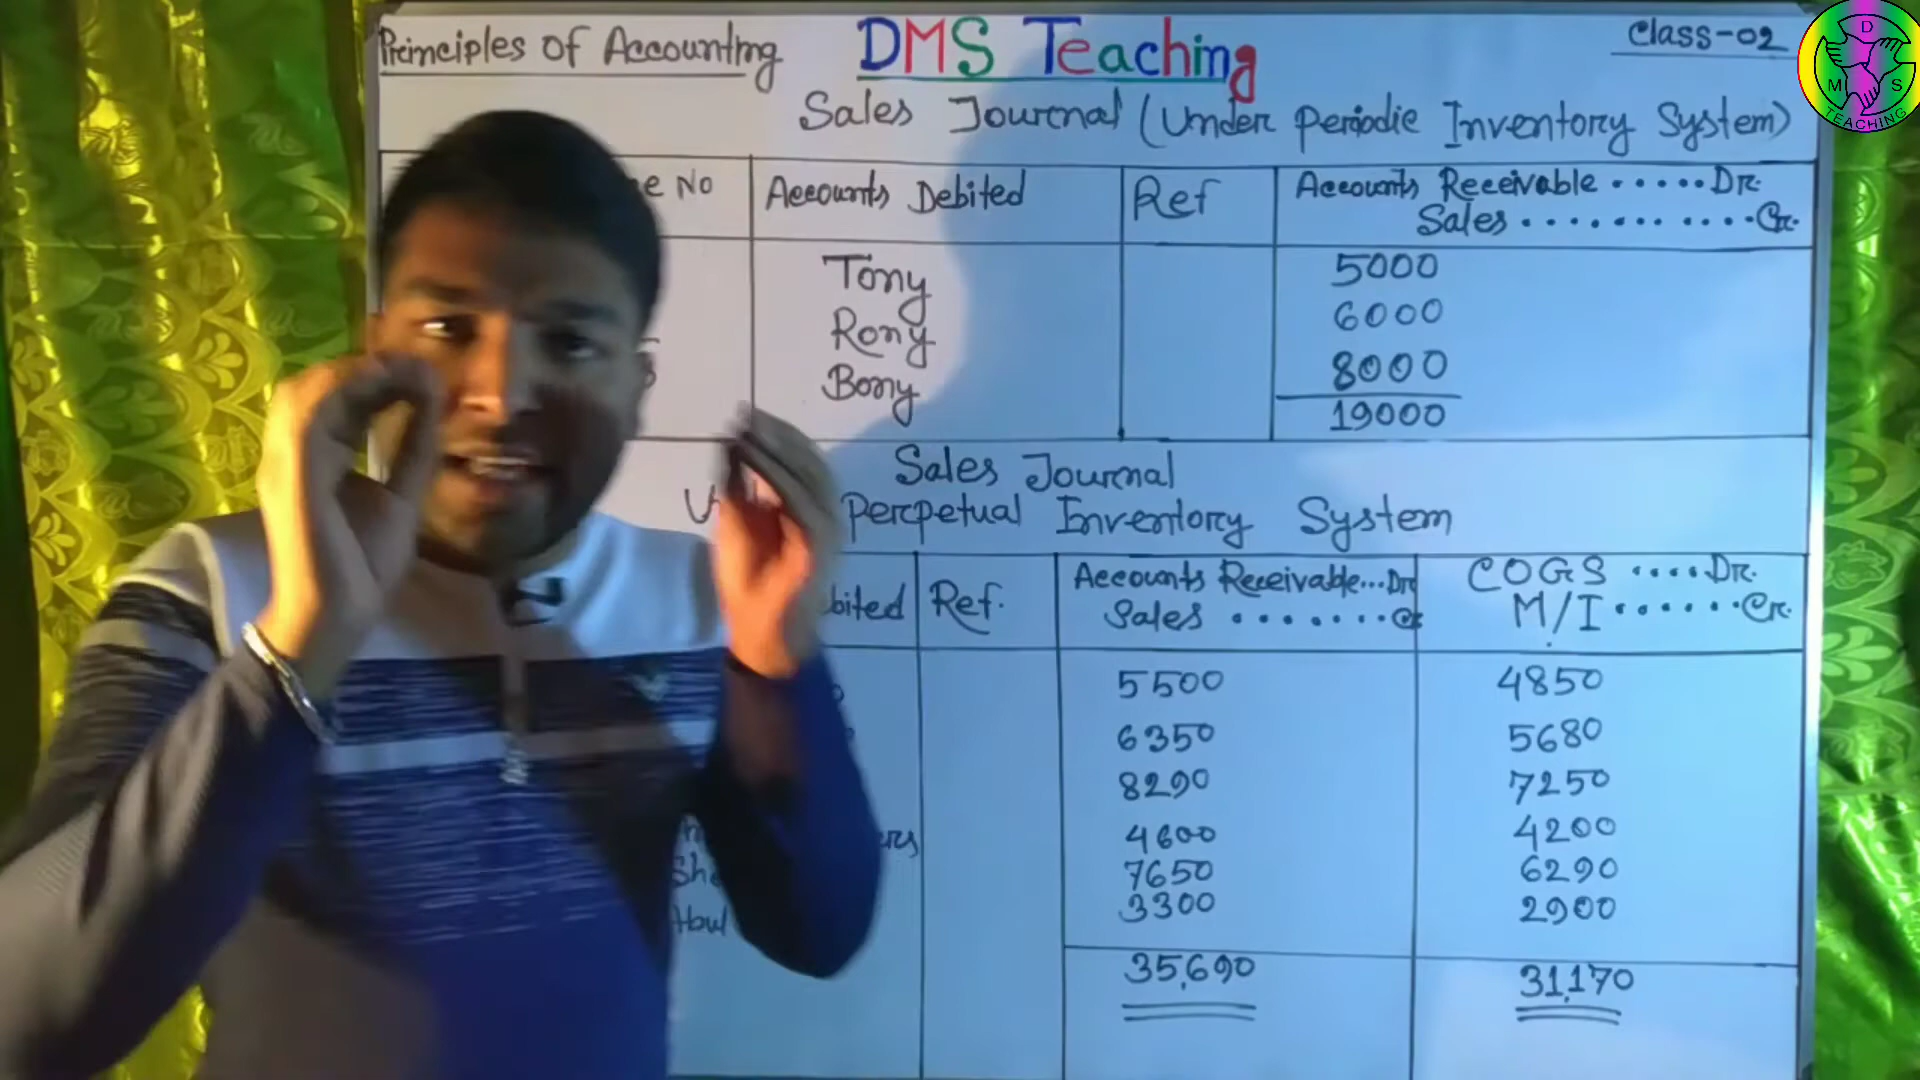 Principles of Accounting
DMS Teaching
Class-02
D
M S
TEACHING
Sales Journal (Under Periodic Inventory System)
No
Accounts Debited
Ref
Accounts Receivable ..... Dr.
Sales ........... Cr.
Tony
5000
Rony
6000
Bony
8000
19000
Sales Journal
Perpetual Inventory System
Ref.
Accounts Receivable... Dr
Sales ....... Cr
COGS .... Dr.
M/I ...... Cr.
5500 4850
6350 5680
8290 7250
4600 4200
7650 6290
3300 2900
35,690 31,170